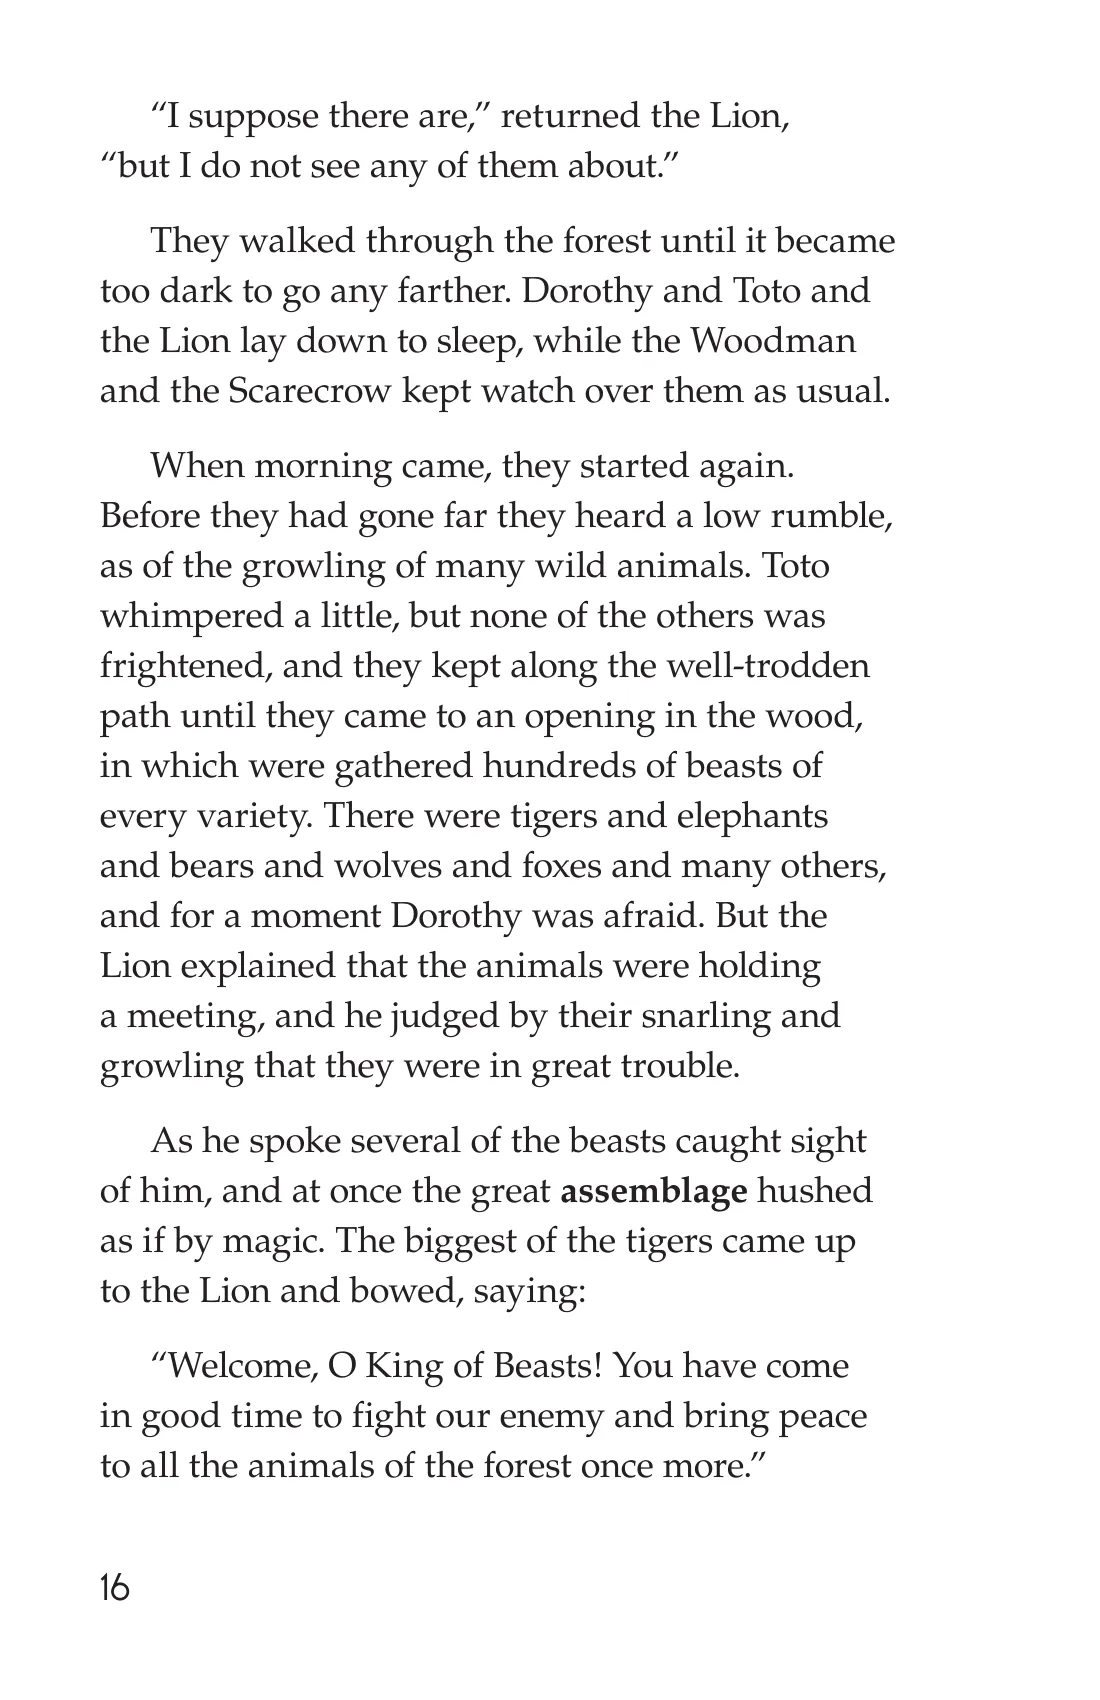 “I suppose there are,” returned the Lion,
“but I do not see any of them about.”
They walked through the forest until it became
too dark to go any farther. Dorothy and Toto and
the Lion lay down to sleep, while the Woodman
and the Scarecrow kept watch over them as usual.
When morning came, they started again.
Before they had gone far they heard a low rumble,
as of the growling of many wild animals. Toto
whimpered a little, but none of the others was
frightened, and they kept along the well-trodden
path until they came to an opening in the wood,
in which were gathered hundreds of beasts of
every variety. There were tigers and elephants
and bears and wolves and foxes and many others,
and for a moment Dorothy was afraid. But the
Lion explained that the animals were holding
a meeting, and he judged by their snarling and
growling that they were in great trouble.
As he spoke several of the beasts caught sight
of him, and at once the great assemblage hushed
as if by magic. The biggest of the tigers came up
to the Lion and bowed, saying:
“Welcome, O King of Beasts! You have come
in good time to fight our enemy and bring peace
to all the animals of the forest once more.”
16